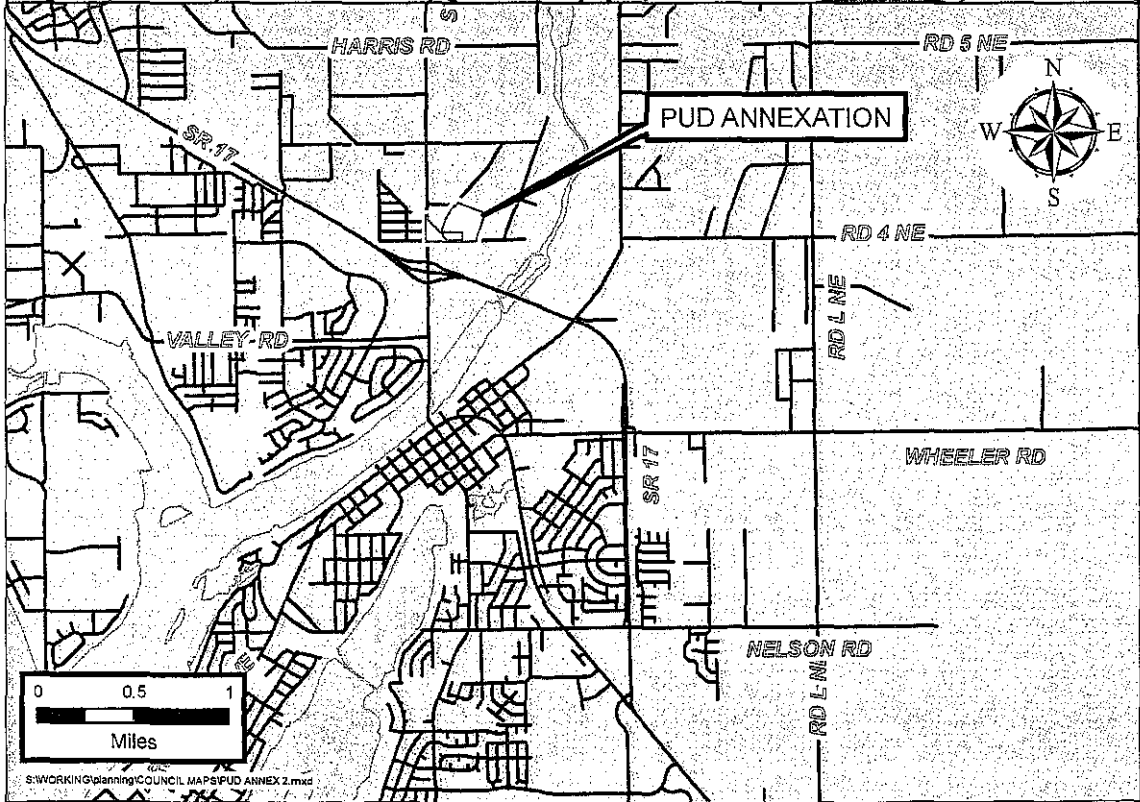 S
HARRIS RD
RD 5 NE
N
W E
S
PUD ANNEXATION
SR 17
RD 4 NE
RD L NE
VALLEY RD
WHEELER RD
SR 17
NELSON RD
RD L NE
E
0 0.5 1
Miles
S:\WORKING\planning\COUNCIL MAPS\PUD ANNEX 2.mxd